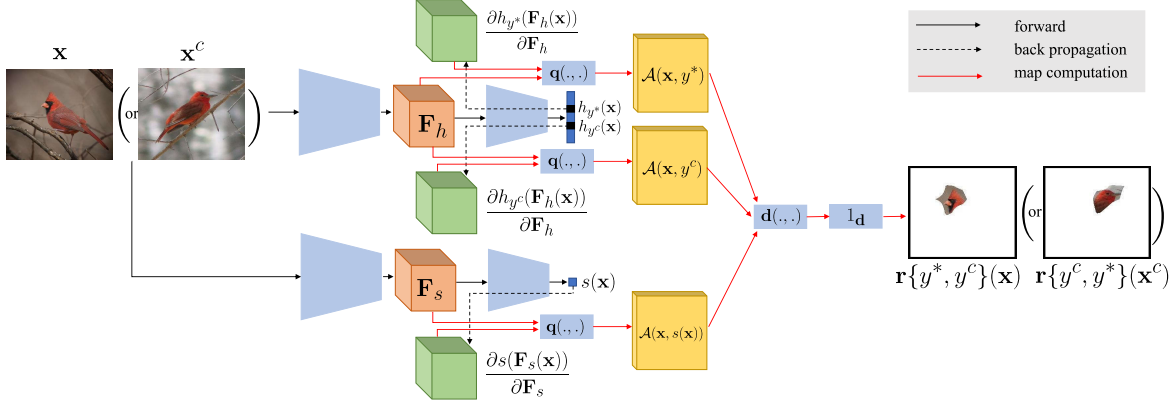 x
x^c
(or)
F_h
∂h_{y*}(F_h(x))
∂F_h
q(.,.)
A(x, y*)
h_{y*}(x)
h_{y^c}(x)
q(.,.)
A(x, y^c)
∂h_{y^c}(F_h(x))
∂F_h
F_s
s(x)
q(.,.)
A(x, s(x))
∂s(F_s(x))
∂F_s
d(.,.)
1_d
(or)
r{y*, y^c}(x)
r{y^c, y*}(x^c)
forward
back propagation
map computation